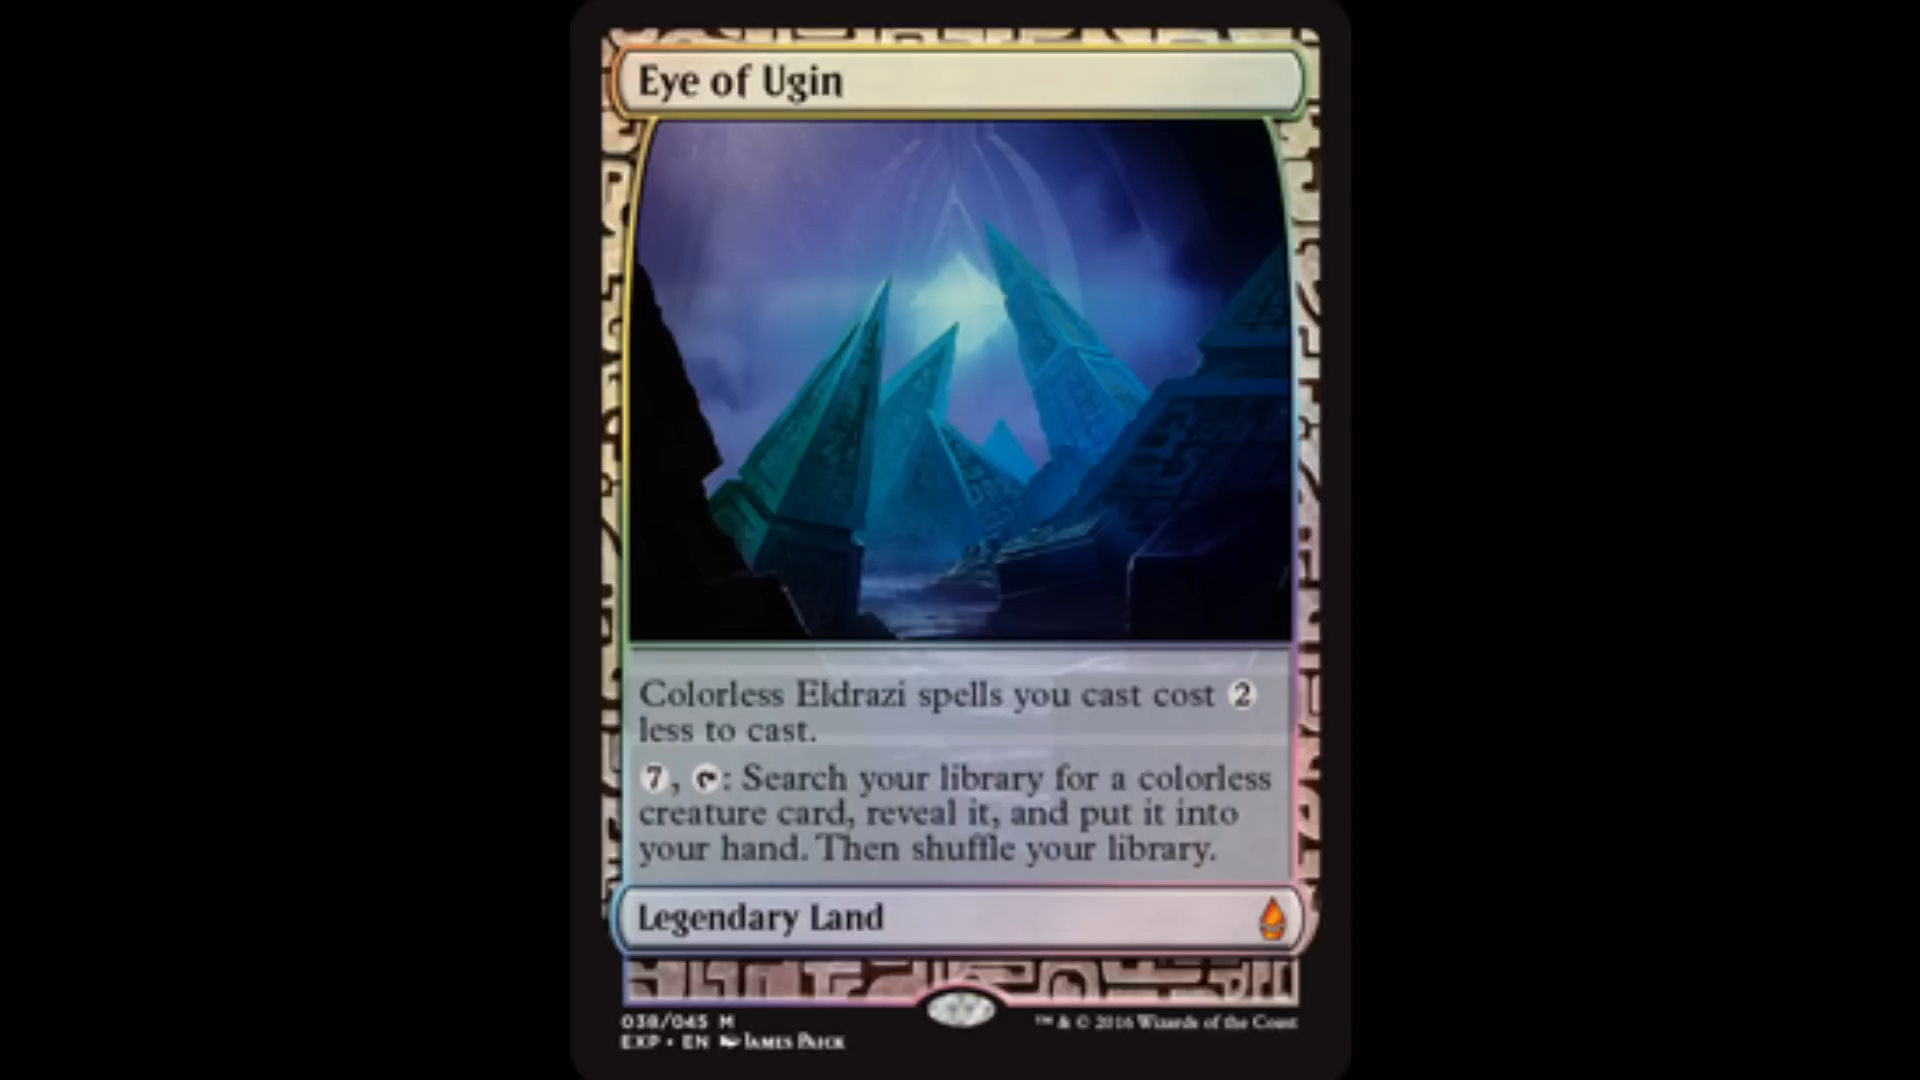 Eye of Ugin
Colorless Eldrazi spells you cast cost 2
less to cast.
7, : Search your library for a colorless
creature card, reveal it, and put it into
your hand. Then shuffle your library.
Legendary Land
038/045 M
™ & © 2016 Wizards of the Coast
EXP • EN James Paick